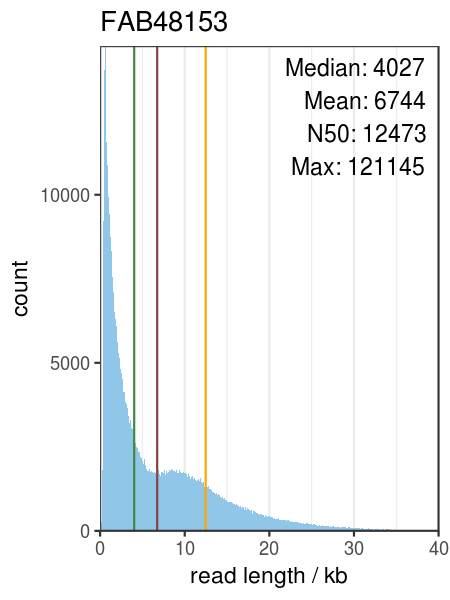 FAB48153
Median: 4027
Mean: 6744
N50: 12473
Max: 121145
count
10000
5000
0
0 10 20 30 40
read length / kb